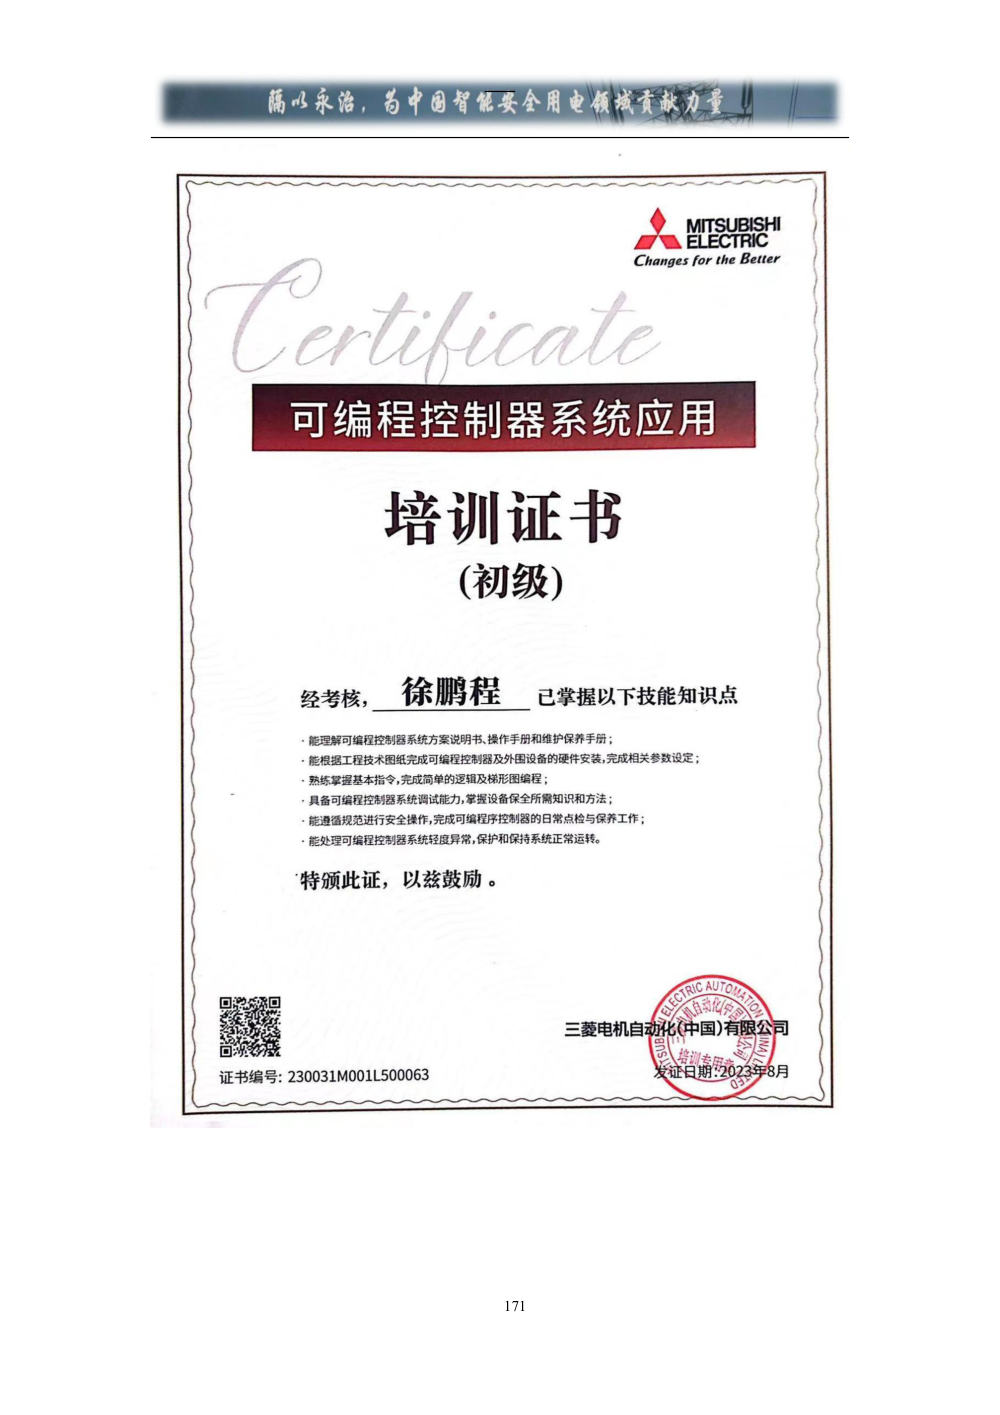 隔以永治，为中国智能安全用电领域贡献力量
MITSUBISHI
ELECTRIC
Changes for the Better
Certificate
可编程控制器系统应用
培训证书
(初级)
经考核，徐鹏程 已掌握以下技能知识点
· 能理解可编程控制器系统方案说明书、操作手册和维护保养手册；
· 能根据工程技术图纸完成可编程控制器及外围设备的硬件安装，完成相关参数设定；
· 熟练掌握基本指令，完成简单的逻辑及梯形图编程；
· 具备可编程控制器系统调试能力，掌握设备保全所需知识和方法；
· 能遵循规范进行安全操作，完成可编程序控制器的日常点检与保养工作；
· 能处理可编程控制器系统轻度异常，保护和保持系统正常运转。
特颁此证，以兹鼓励。
三菱电机自动化(中国)有限公司
培训专用章
证书编号: 230031M001L500063
发证日期:2023年8月
171